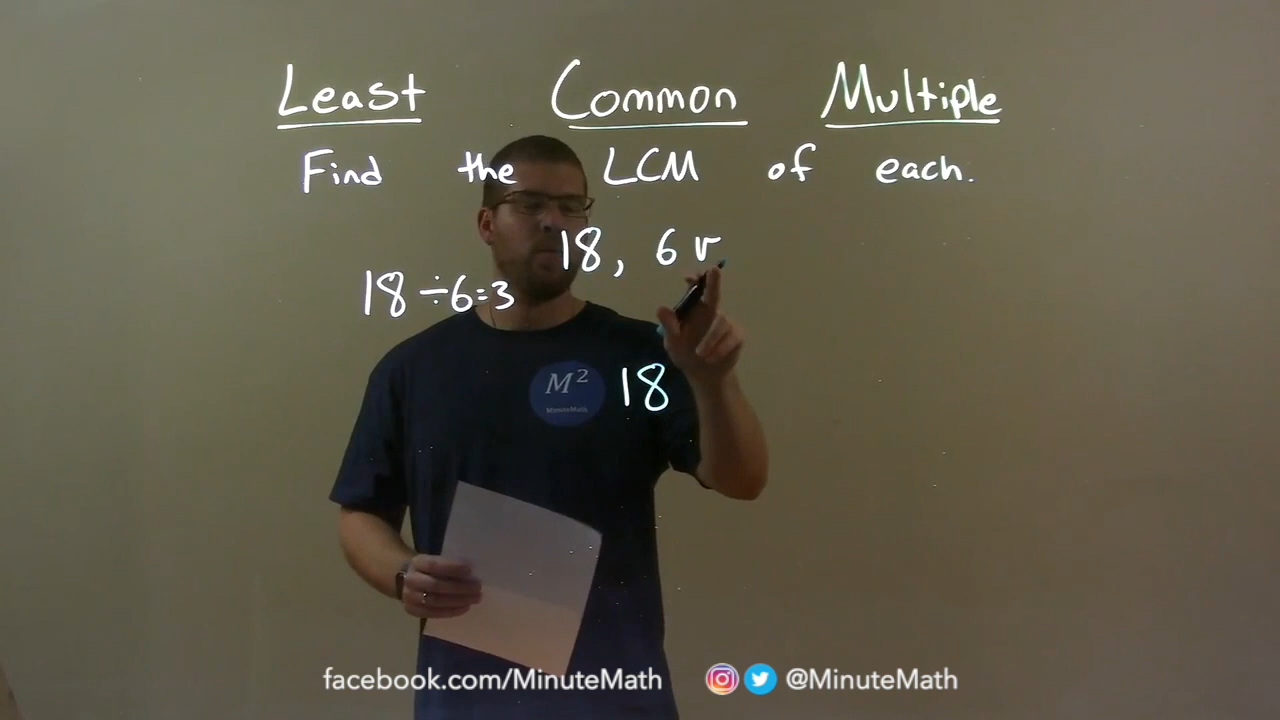 Least Common Multiple
Find the LCM of each.
18, 6 v
18 ÷ 6 = 3
18
M²
MinuteMath
facebook.com/MinuteMath @MinuteMath